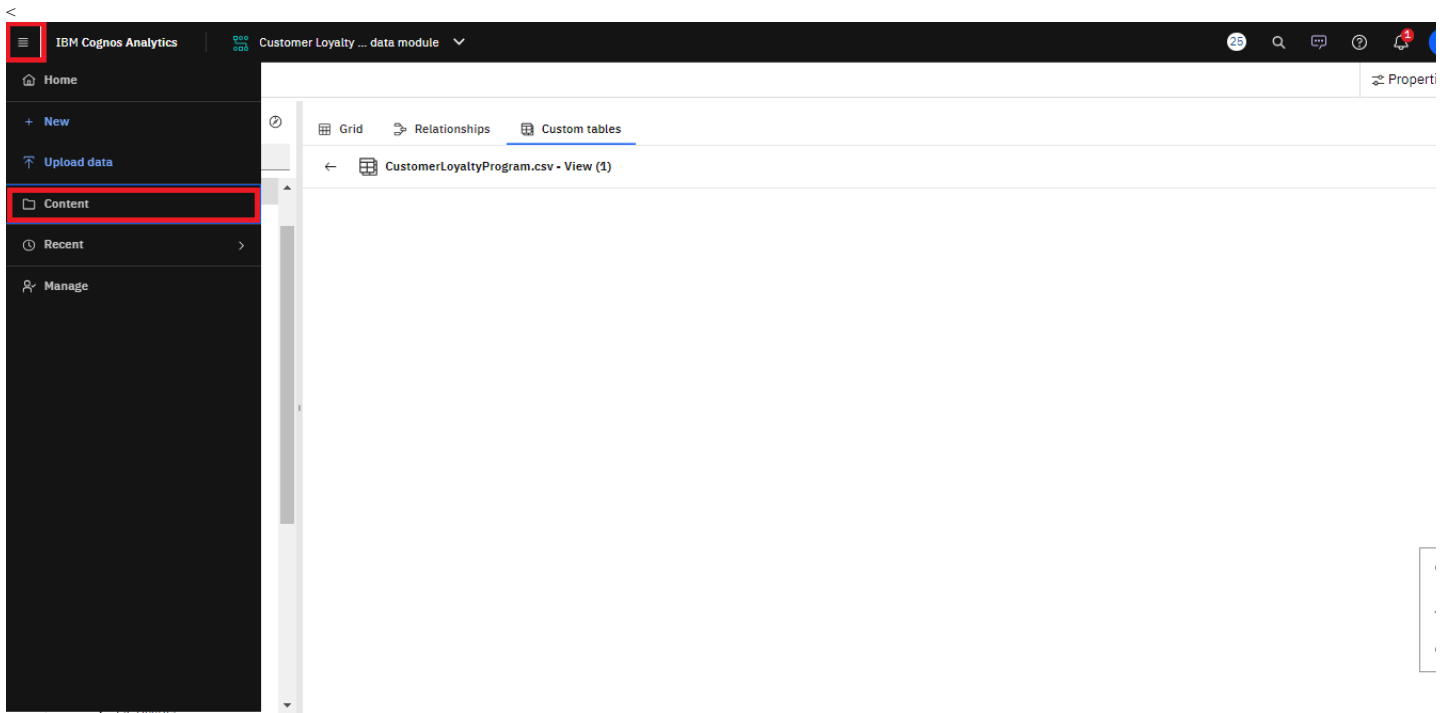 <
IBM Cognos Analytics
Customer Loyalty ... data module
25
1
Home
Properti
+ New
Grid
Relationships
Custom tables
Upload data
CustomerLoyaltyProgram.csv - View (1)
Content
Recent
Manage